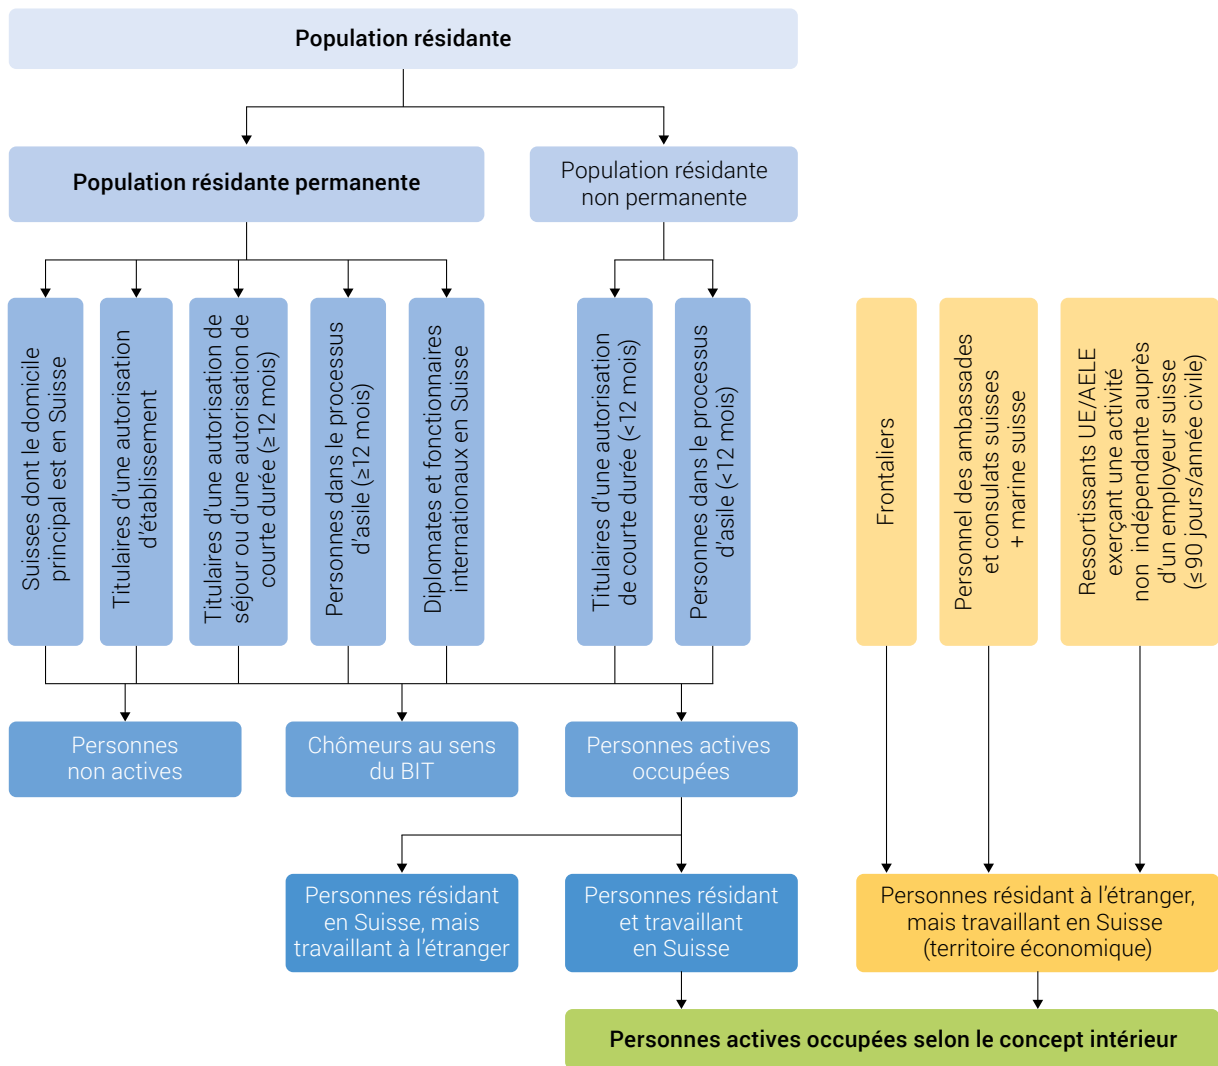 Population résidante
Population résidante permanente
Population résidante
non permanente
Suisses dont le domicile
principal est en Suisse
Titulaires d’une autorisation
d’établissement
Titulaires d’une autorisation de
séjour ou d’une autorisation de
courte durée (≥12 mois)
Personnes dans le processus
d’asile (≥12 mois)
Diplomates et fonctionnaires
internationaux en Suisse
Titulaires d’une autorisation
de courte durée (<12 mois)
Personnes dans le processus
d’asile (<12 mois)
Frontaliers
Personnel des ambassades
et consulats suisses
+ marine suisse
Ressortissants UE/AELE
exerçant une activité
non indépendante auprès
d’un employeur suisse
(≤90 jours/année civile)
Personnes
non actives
Chômeurs au sens
du BIT
Personnes actives
occupées
Personnes résidant
en Suisse, mais
travaillant à l’étranger
Personnes résidant
et travaillant
en Suisse
Personnes résidant à l’étranger,
mais travaillant en Suisse
(territoire économique)
Personnes actives occupées selon le concept intérieur